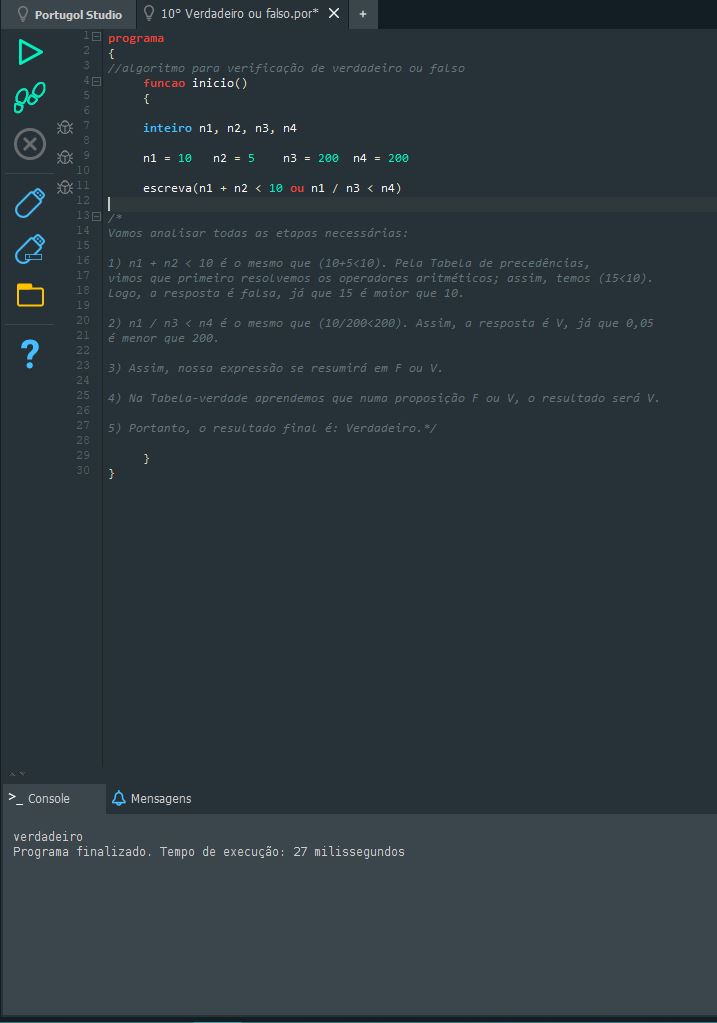 Portugol Studio
10° Verdadeiro ou falso.por*
+
1 programa
2 {
3 //algoritmo para verificação de verdadeiro ou falso
4 funcao inicio()
5 {
6
7 inteiro n1, n2, n3, n4
8
9 n1 = 10 n2 = 5 n3 = 200 n4 = 200
10
11 escreva(n1 + n2 < 10 ou n1 / n3 < n4)
12
13 /*
14 Vamos analisar todas as etapas necessárias:
15
16 1) n1 + n2 < 10 é o mesmo que (10+5<10). Pela Tabela de precedências,
17 vimos que primeiro resolvemos os operadores aritméticos; assim, temos (15<10).
18 Logo, a resposta é falsa, já que 15 é maior que 10.
19
20 2) n1 / n3 < n4 é o mesmo que (10/200<200). Assim, a resposta é V, já que 0,05
21 é menor que 200.
22
23 3) Assim, nossa expressão se resumirá em F ou V.
24
25 4) Na Tabela-verdade aprendemos que numa proposição F ou V, o resultado será V.
26
27 5) Portanto, o resultado final é: Verdadeiro.*/
28
29 }
30 }
>_ Console
Mensagens
verdadeiro
Programa finalizado. Tempo de execução: 27 milissegundos